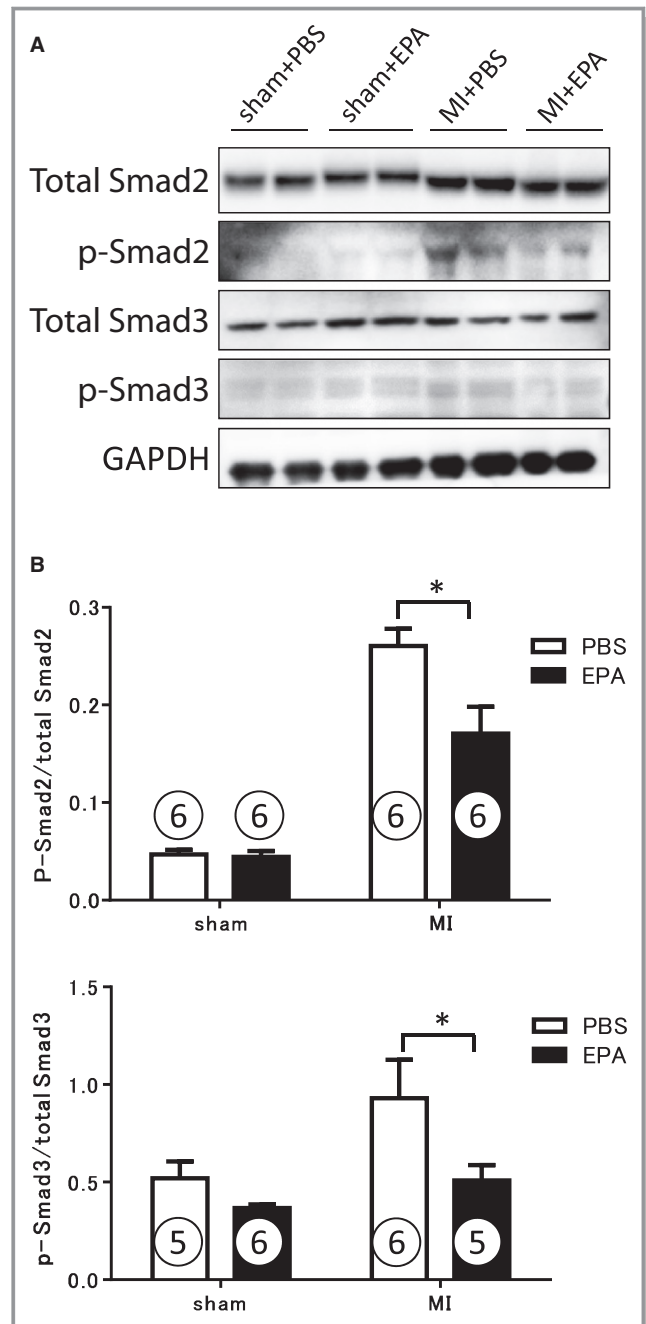 A
sham+PBS
sham+EPA
MI+PBS
MI+EPA
Total Smad2
p-Smad2
Total Smad3
p-Smad3
GAPDH
B
P-Smad2/total Smad2
0.3
0.2
0.1
0.0
*
PBS
EPA
6
6
6
6
sham
MI
p-Smad3/total Smad3
1.5
1.0
0.5
0.0
*
PBS
EPA
5
6
6
5
sham
MI